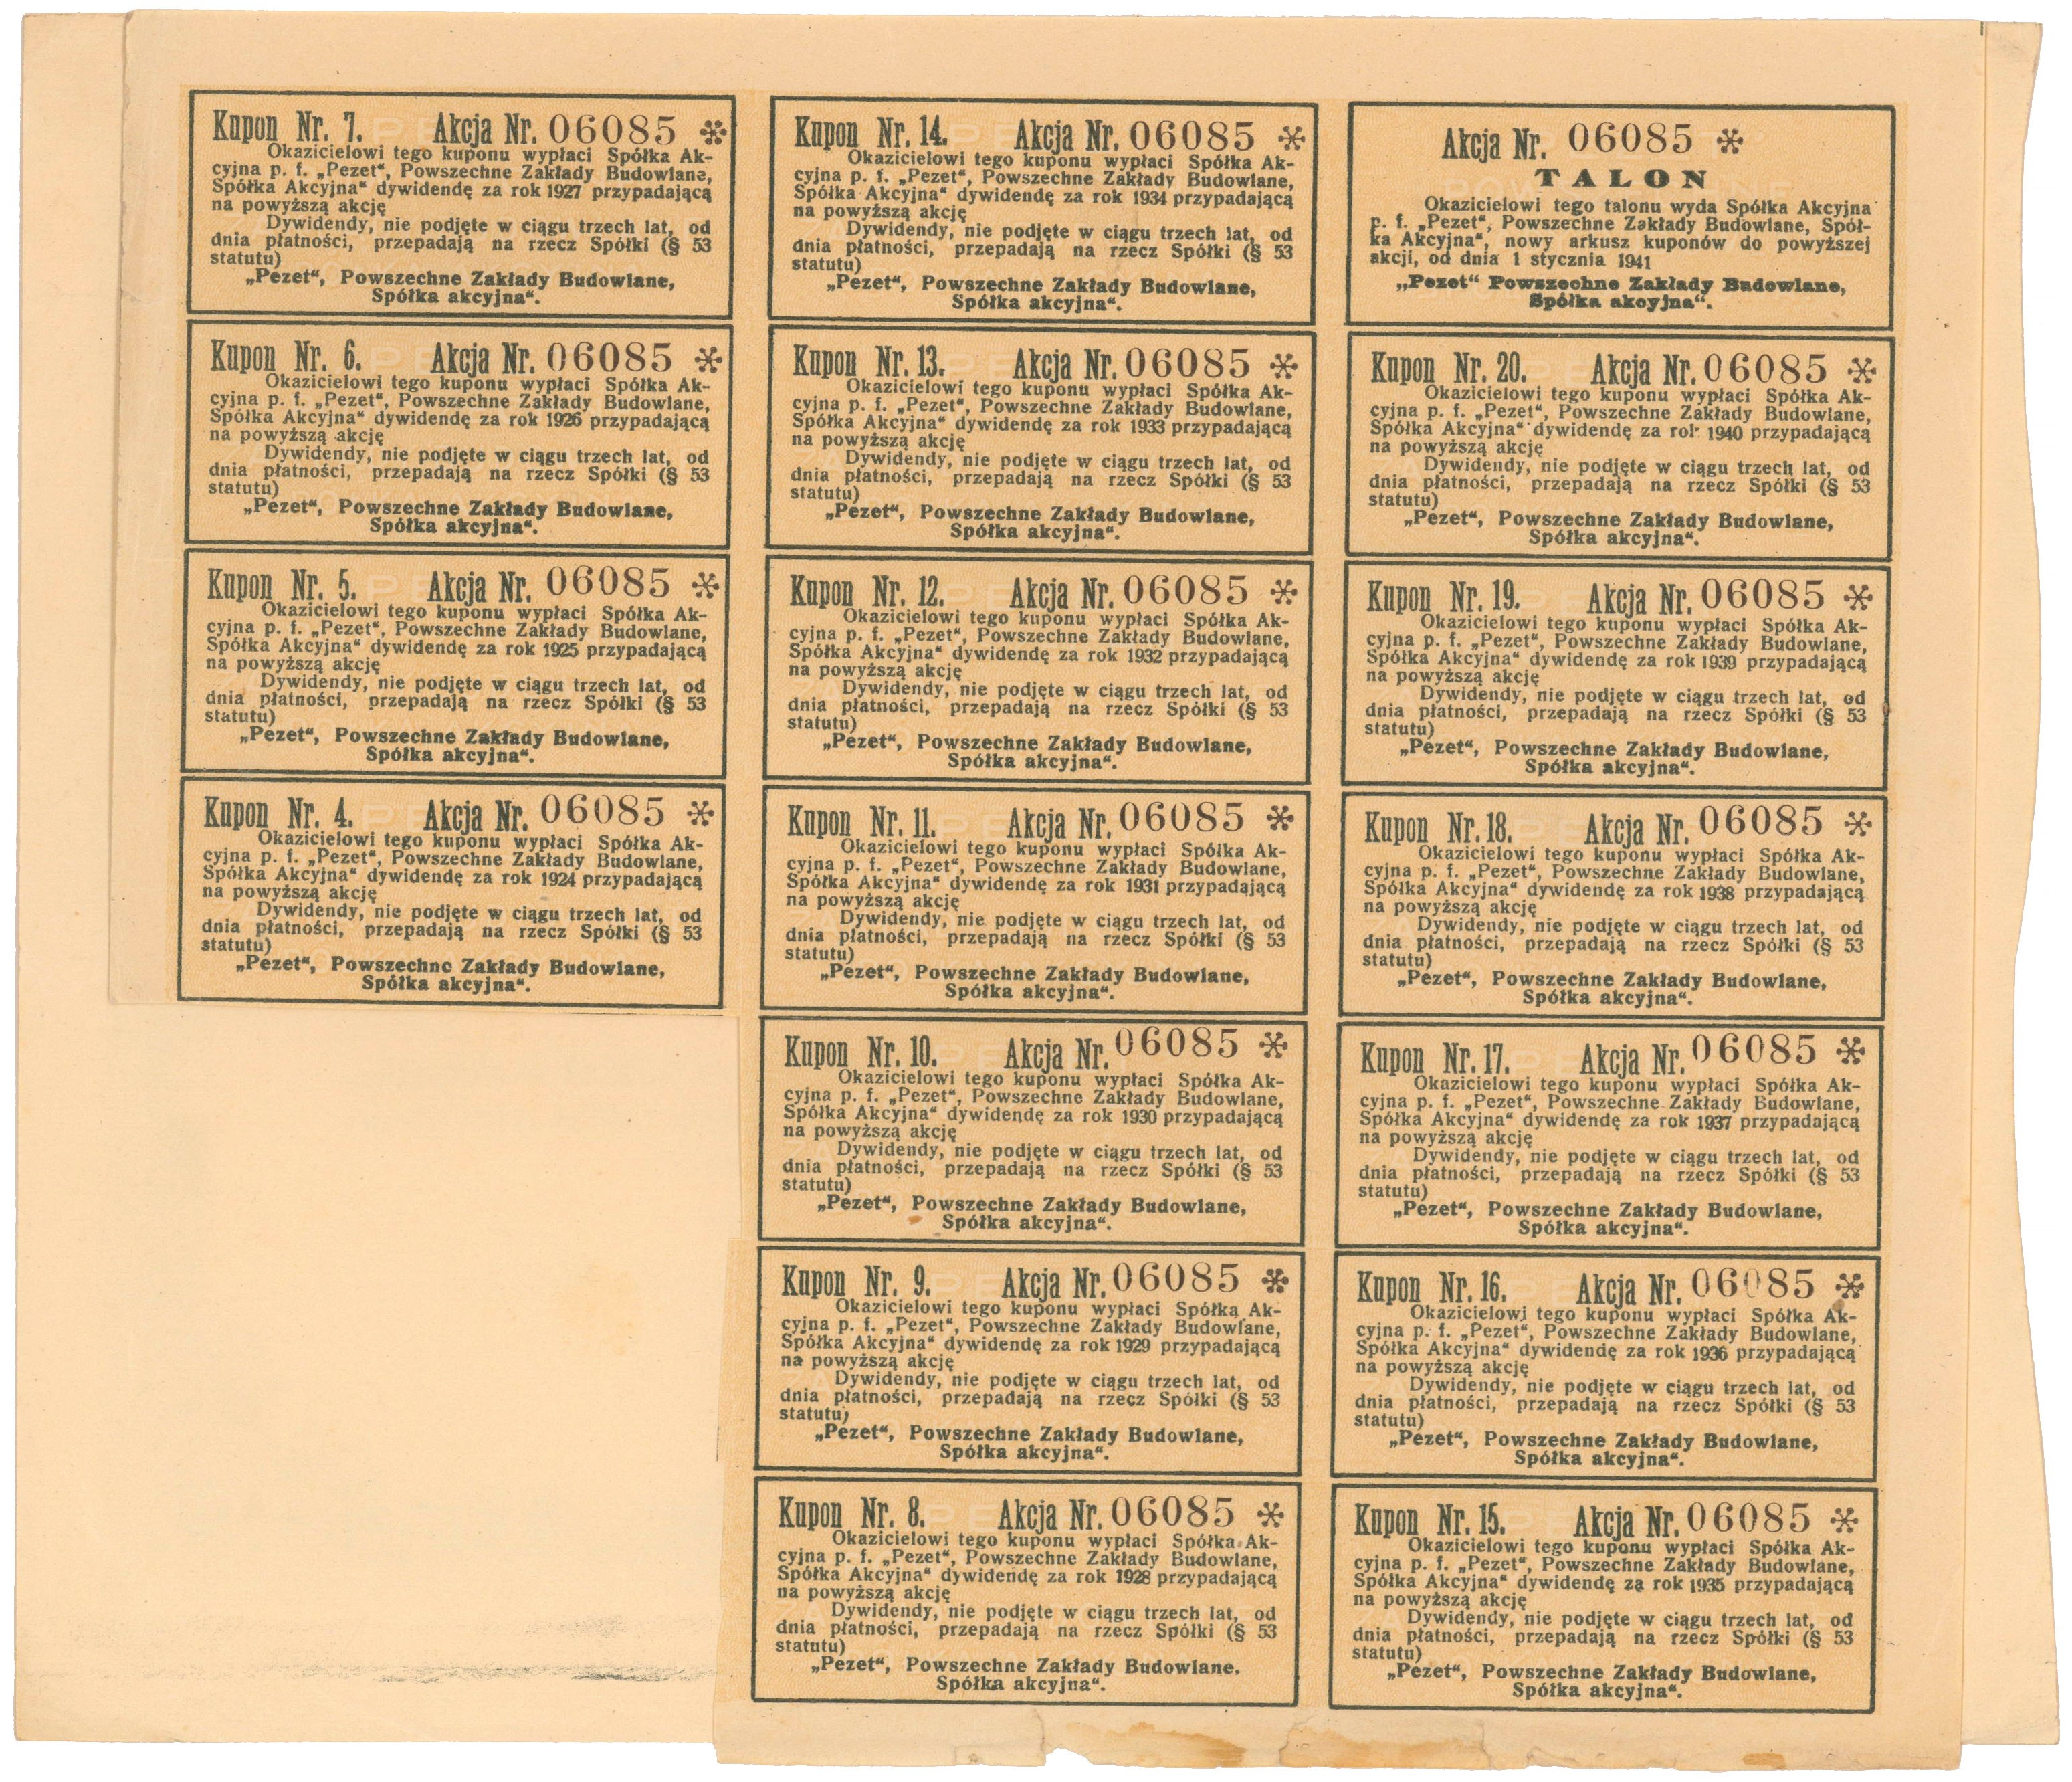 Kupon Nr. 7. Akcja Nr. 06085 *
Okazicielowi tego kuponu wypłaci Spółka Ak-
cyjna p. f. „Pezet“, Powszechne Zakłady Budowlane,
Spółka Akcyjna“ dywidendę za rok 1927 przypadającą
na powyższą akcję
Dywidendy, nie podjęte w ciągu trzech lat, od
dnia płatności, przepadają na rzecz Spółki (§ 53
statutu)
„Pezet“, Powszechne Zakłady Budowlane,
Spółka akcyjna“.
Kupon Nr. 6. Akcja Nr. 06085 *
Okazicielowi tego kuponu wypłaci Spółka Ak-
cyjna p. f. „Pezet“, Powszechne Zakłady Budowlane,
Spółka Akcyjna“ dywidendę za rok 1926 przypadającą
na powyższą akcję
Dywidendy, nie podjęte w ciągu trzech lat, od
dnia płatności, przepadają na rzecz Spółki (§ 53
statutu)
„Pezet“, Powszechne Zakłady Budowlane,
Spółka akcyjna“.
Kupon Nr. 5. Akcja Nr. 06085 *
Okazicielowi tego kuponu wypłaci Spółka Ak-
cyjna p. f. „Pezet“, Powszechne Zakłady Budowlane,
Spółka Akcyjna“ dywidendę za rok 1925 przypadającą
na powyższą akcję
Dywidendy, nie podjęte w ciągu trzech lat, od
dnia płatności, przepadają na rzecz Spółki (§ 53
statutu)
„Pezet“, Powszechne Zakłady Budowlane,
Spółka akcyjna“.
Kupon Nr. 4. Akcja Nr. 06085 *
Okazicielowi tego kuponu wypłaci Spółka Ak-
cyjna p. f. „Pezet“, Powszechne Zakłady Budowlane,
Spółka Akcyjna“ dywidendę za rok 1924 przypadającą
na powyższą akcję
Dywidendy, nie podjęte w ciągu trzech lat, od
dnia płatności, przepadają na rzecz Spółki (§ 53
statutu)
„Pezet“, Powszechne Zakłady Budowlane,
Spółka akcyjna“.
Kupon Nr. 14. Akcja Nr. 06085 *
Okazicielowi tego kuponu wypłaci Spółka Ak-
cyjna p. f. „Pezet“, Powszechne Zakłady Budowlane,
Spółka Akcyjna“ dywidendę za rok 1934 przypadającą
na powyższą akcję
Dywidendy, nie podjęte w ciągu trzech lat, od
dnia płatności, przepadają na rzecz Spółki (§ 53
statutu)
„Pezet“, Powszechne Zakłady Budowlane,
Spółka akcyjna“.
Kupon Nr. 13. Akcja Nr. 06085 *
Okazicielowi tego kuponu wypłaci Spółka Ak-
cyjna p. f. „Pezet“, Powszechne Zakłady Budowlane,
Spółka Akcyjna“ dywidendę za rok 1933 przypadającą
na powyższą akcję
Dywidendy, nie podjęte w ciągu trzech lat, od
dnia płatności, przepadają na rzecz Spółki (§ 53
statutu)
„Pezet“, Powszechne Zakłady Budowlane,
Spółka akcyjna“.
Kupon Nr. 12. Akcja Nr. 06085 *
Okazicielowi tego kuponu wypłaci Spółka Ak-
cyjna p. f. „Pezet“, Powszechne Zakłady Budowlane,
Spółka Akcyjna“ dywidendę za rok 1932 przypadającą
na powyższą akcję
Dywidendy, nie podjęte w ciągu trzech lat, od
dnia płatności, przepadają na rzecz Spółki (§ 53
statutu)
„Pezet“, Powszechne Zakłady Budowlane,
Spółka akcyjna“.
Kupon Nr. 11. Akcja Nr. 06085 *
Okazicielowi tego kuponu wypłaci Spółka Ak-
cyjna p. f. „Pezet“, Powszechne Zakłady Budowlane,
Spółka Akcyjna“ dywidendę za rok 1931 przypadającą
na powyższą akcję
Dywidendy, nie podjęte w ciągu trzech lat, od
dnia płatności, przepadają na rzecz Spółki (§ 53
statutu)
„Pezet“, Powszechne Zakłady Budowlane,
Spółka akcyjna“.
Kupon Nr. 10. Akcja Nr. 06085 *
Okazicielowi tego kuponu wypłaci Spółka Ak-
cyjna p. f. „Pezet“, Powszechne Zakłady Budowlane,
Spółka Akcyjna“ dywidendę za rok 1930 przypadającą
na powyższą akcję
Dywidendy, nie podjęte w ciągu trzech lat, od
dnia płatności, przepadają na rzecz Spółki (§ 53
statutu)
„Pezet“, Powszechne Zakłady Budowlane,
Spółka akcyjna“.
Kupon Nr. 9. Akcja Nr. 06085 *
Okazicielowi tego kuponu wypłaci Spółka Ak-
cyjna p. f. „Pezet“, Powszechne Zakłady Budowlane,
Spółka Akcyjna“ dywidendę za rok 1929 przypadającą
na powyższą akcję
Dywidendy, nie podjęte w ciągu trzech lat, od
dnia płatności, przepadają na rzecz Spółki (§ 53
statutu)
„Pezet“, Powszechne Zakłady Budowlane,
Spółka akcyjna“.
Kupon Nr. 8. Akcja Nr. 06085 *
Okazicielowi tego kuponu wypłaci Spółka Ak-
cyjna p. f. „Pezet“, Powszechne Zakłady Budowlane,
Spółka Akcyjna“ dywidendę za rok 1928 przypadającą
na powyższą akcję
Dywidendy, nie podjęte w ciągu trzech lat, od
dnia płatności, przepadają na rzecz Spółki (§ 53
statutu)
„Pezet“, Powszechne Zakłady Budowlane.
Spółka akcyjna“.
Akcja Nr. 06085 *
TALON
Okazicielowi tego talonu wyda Spółka Akcyjna
p. f. „Pezet“, Powszechne Zakłady Budowlane, Spół-
ka Akcyjna“, nowy arkusz kuponów do powyższej
akcji, od dnia 1 stycznia 1941
„Pezet“ Powszechne Zakłady Budowlane,
Spółka akcyjna“.
Kupon Nr. 20. Akcja Nr. 06085 *
Okazicielowi tego kuponu wypłaci Spółka Ak-
cyjna p. f. „Pezet“, Powszechne Zakłady Budowlane,
Spółka Akcyjna“ dywidendę za rok 1940 przypadającą
na powyższą akcję
Dywidendy, nie podjęte w ciągu trzech lat, od
dnia płatności, przepadają na rzecz Spółki (§ 53
statutu)
„Pezet“, Powszechne Zakłady Budowlane,
Spółka akcyjna“.
Kupon Nr. 19. Akcja Nr. 06085 *
Okazicielowi tego kuponu wypłaci Spółka Ak-
cyjna p. f. „Pezet“, Powszechne Zakłady Budowlane,
Spółka Akcyjna“ dywidendę za rok 1939 przypadającą
na powyższą akcję
Dywidendy, nie podjęte w ciągu trzech lat, od
dnia płatności, przepadają na rzecz Spółki (§ 53
statutu)
„Pezet“, Powszechne Zakłady Budowlane,
Spółka akcyjna“.
Kupon Nr. 18. Akcja Nr. 06085 *
Okazicielowi tego kuponu wypłaci Spółka Ak-
cyjna p. f. „Pezet“, Powszechne Zakłady Budowlane,
Spółka Akcyjna“ dywidendę za rok 1938 przypadającą
na powyższą akcję
Dywidendy, nie podjęte w ciągu trzech lat, od
dnia płatności, przepadają na rzecz Spółki (§ 53
statutu)
„Pezet“, Powszechne Zakłady Budowlane,
Spółka akcyjna“.
Kupon Nr. 17. Akcja Nr. 06085 *
Okazicielowi tego kuponu wypłaci Spółka Ak-
cyjna p. f. „Pezet“, Powszechne Zakłady Budowlane,
Spółka Akcyjna“ dywidendę za rok 1937 przypadającą
na powyższą akcję
Dywidendy, nie podjęte w ciągu trzech lat, od
dnia płatności, przepadają na rzecz Spółki (§ 53
statutu)
„Pezet“, Powszechne Zakłady Budowlane,
Spółka akcyjna“.
Kupon Nr. 16. Akcja Nr. 06085 *
Okazicielowi tego kuponu wypłaci Spółka Ak-
cyjna p. f. „Pezet“, Powszechne Zakłady Budowlane,
Spółka Akcyjna“ dywidendę za rok 1936 przypadającą
na powyższą akcję
Dywidendy, nie podjęte w ciągu trzech lat, od
dnia płatności, przepadają na rzecz Spółki (§ 53
statutu)
„Pezet“, Powszechne Zakłady Budowlane,
Spółka akcyjna“.
Kupon Nr. 15. Akcja Nr. 06085 *
Okazicielowi tego kuponu wypłaci Spółka Ak-
cyjna p. f. „Pezet“, Powszechne Zakłady Budowlane,
Spółka Akcyjna“ dywidendę za rok 1935 przypadającą
na powyższą akcję
Dywidendy, nie podjęte w ciągu trzech lat, od
dnia płatności, przepadają na rzecz Spółki (§ 53
statutu)
„Pezet“, Powszechne Zakłady Budowlane,
Spółka akcyjna“.